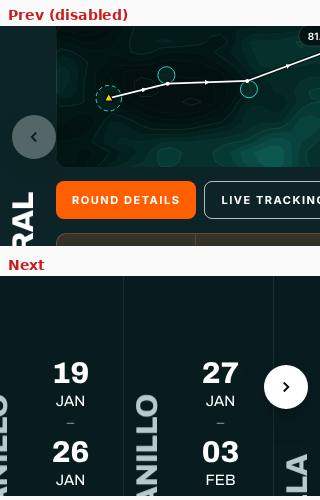 Prev (disabled)
81.
RAL
ROUND DETAILS
LIVE TRACKING
Next
19
JAN
–
26
JAN
27
JAN
–
03
FEB
LLO
ANILLO
LA